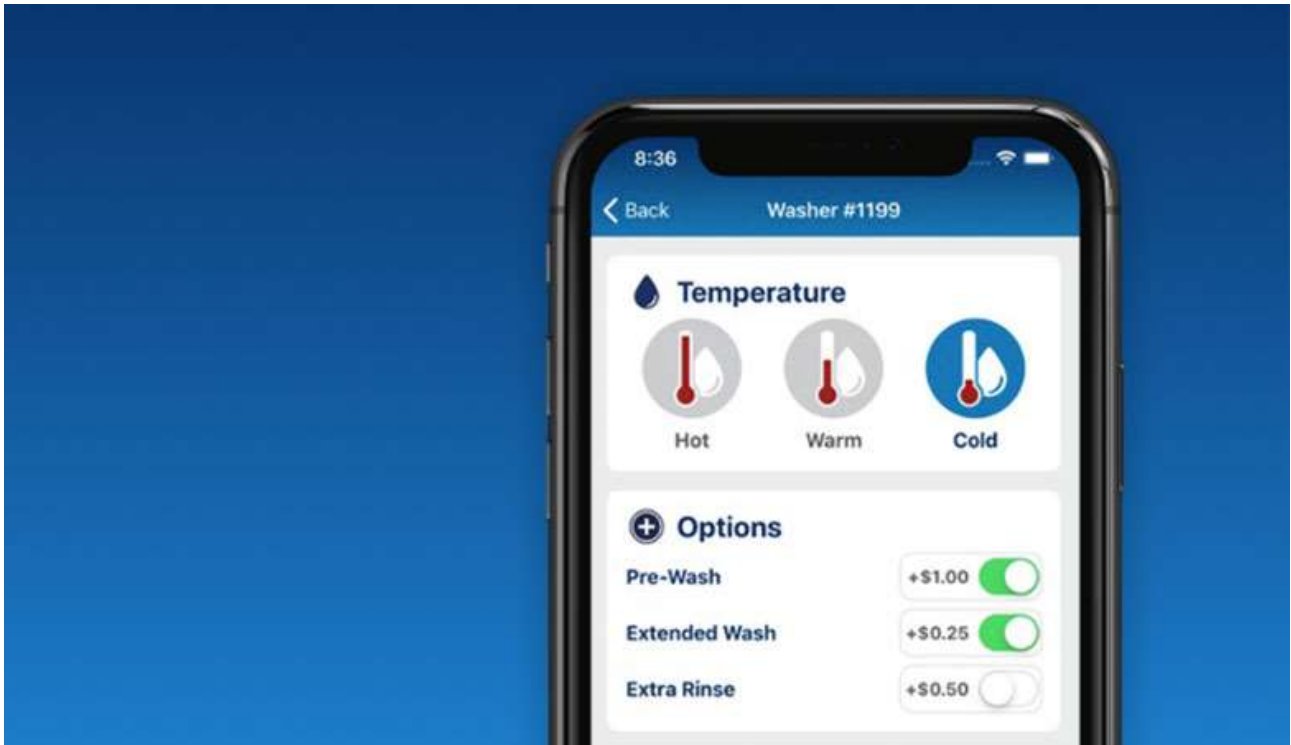 8:36
Back
Washer #1199
Temperature
Hot
Warm
Cold
Options
Pre-Wash
+$1.00
Extended Wash
+$0.25
Extra Rinse
+$0.50